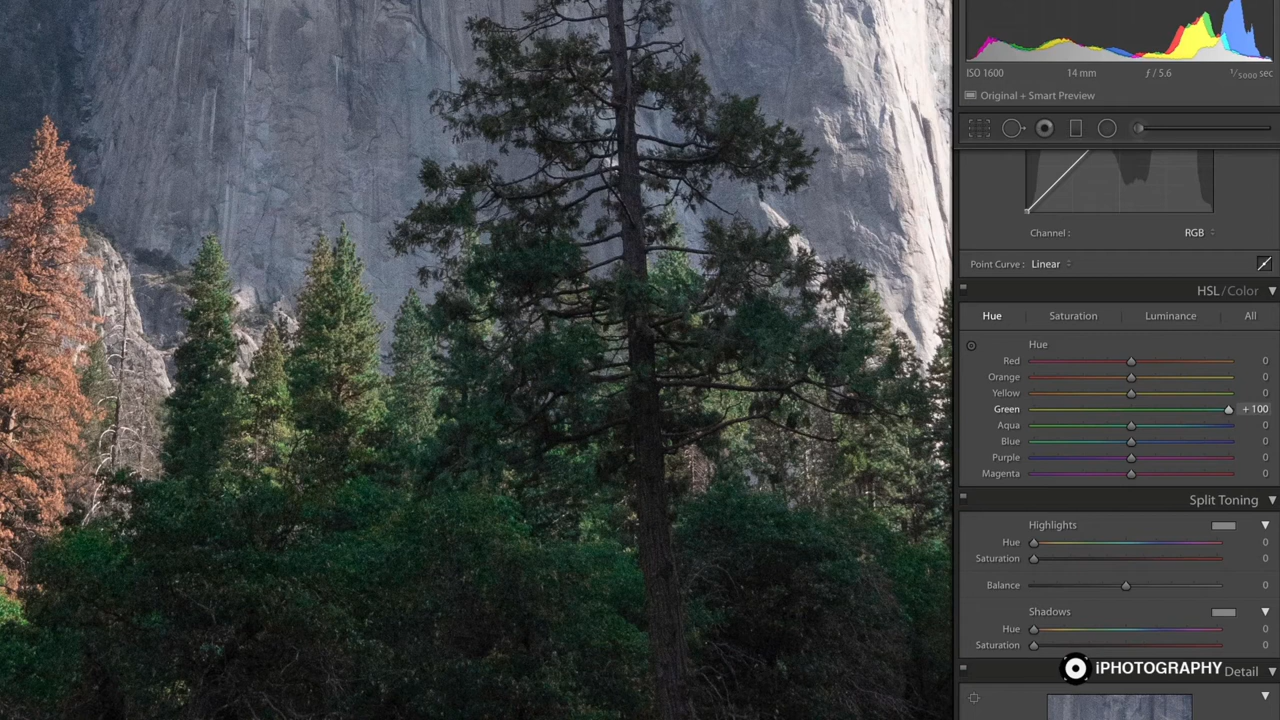 ISO 1600 14 mm ƒ / 5.6 1/5000 sec
Original + Smart Preview
Channel : RGB
Point Curve : Linear
HSL / Color
Hue Saturation Luminance All
Hue
Red 0
Orange 0
Yellow 0
Green + 100
Aqua 0
Blue 0
Purple 0
Magenta 0
Split Toning
Highlights
Hue 0
Saturation 0
Balance 0
Shadows
Hue 0
Saturation 0
iPHOTOGRAPHY
Detail